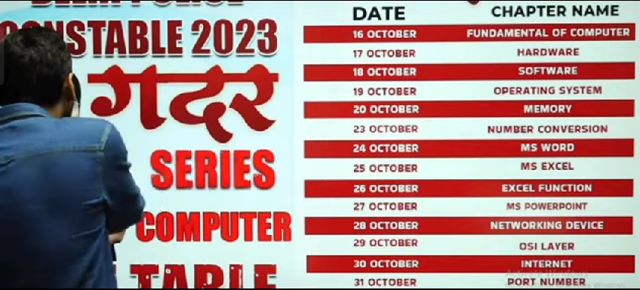 CONSTABLE 2023
गदर
SERIES
COMPUTER
TABLE
DATE CHAPTER NAME
16 OCTOBER FUNDAMENTAL OF COMPUTER
17 OCTOBER HARDWARE
18 OCTOBER SOFTWARE
19 OCTOBER OPERATING SYSTEM
20 OCTOBER MEMORY
23 OCTOBER NUMBER CONVERSION
24 OCTOBER MS WORD
25 OCTOBER MS EXCEL
26 OCTOBER EXCEL FUNCTION
27 OCTOBER MS POWERPOINT
28 OCTOBER NETWORKING DEVICE
29 OCTOBER OSI LAYER
30 OCTOBER INTERNET
31 OCTOBER PORT NUMBER